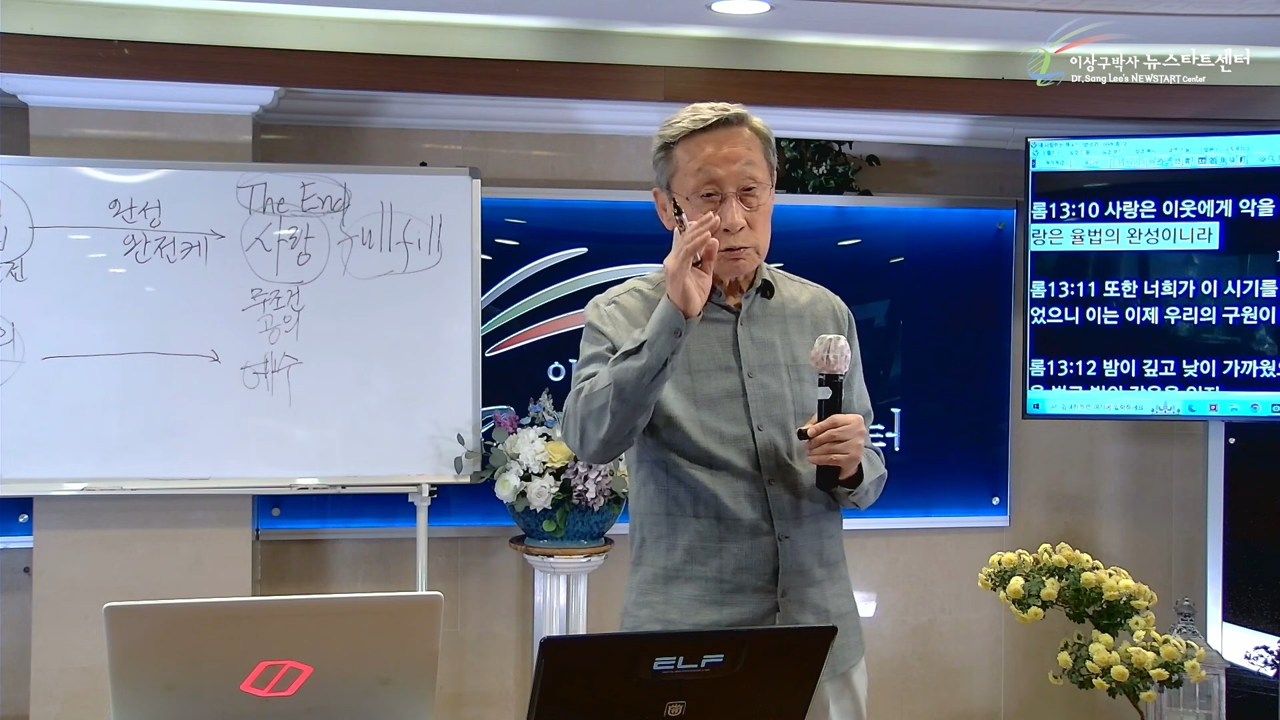 이상구박사 뉴스타트센터
Dr. Sang Lee's NEWSTART Center
완성
완전케
The End
사랑
fullfill
무조건
공의
예수
롬13:10 사랑은 이웃에게 악을
랑은 율법의 완성이니라
롬13:11 또한 너희가 이 시기를
었으니 이는 이제 우리의 구원이
롬13:12 밤이 깊고 낮이 가까웠
ELF